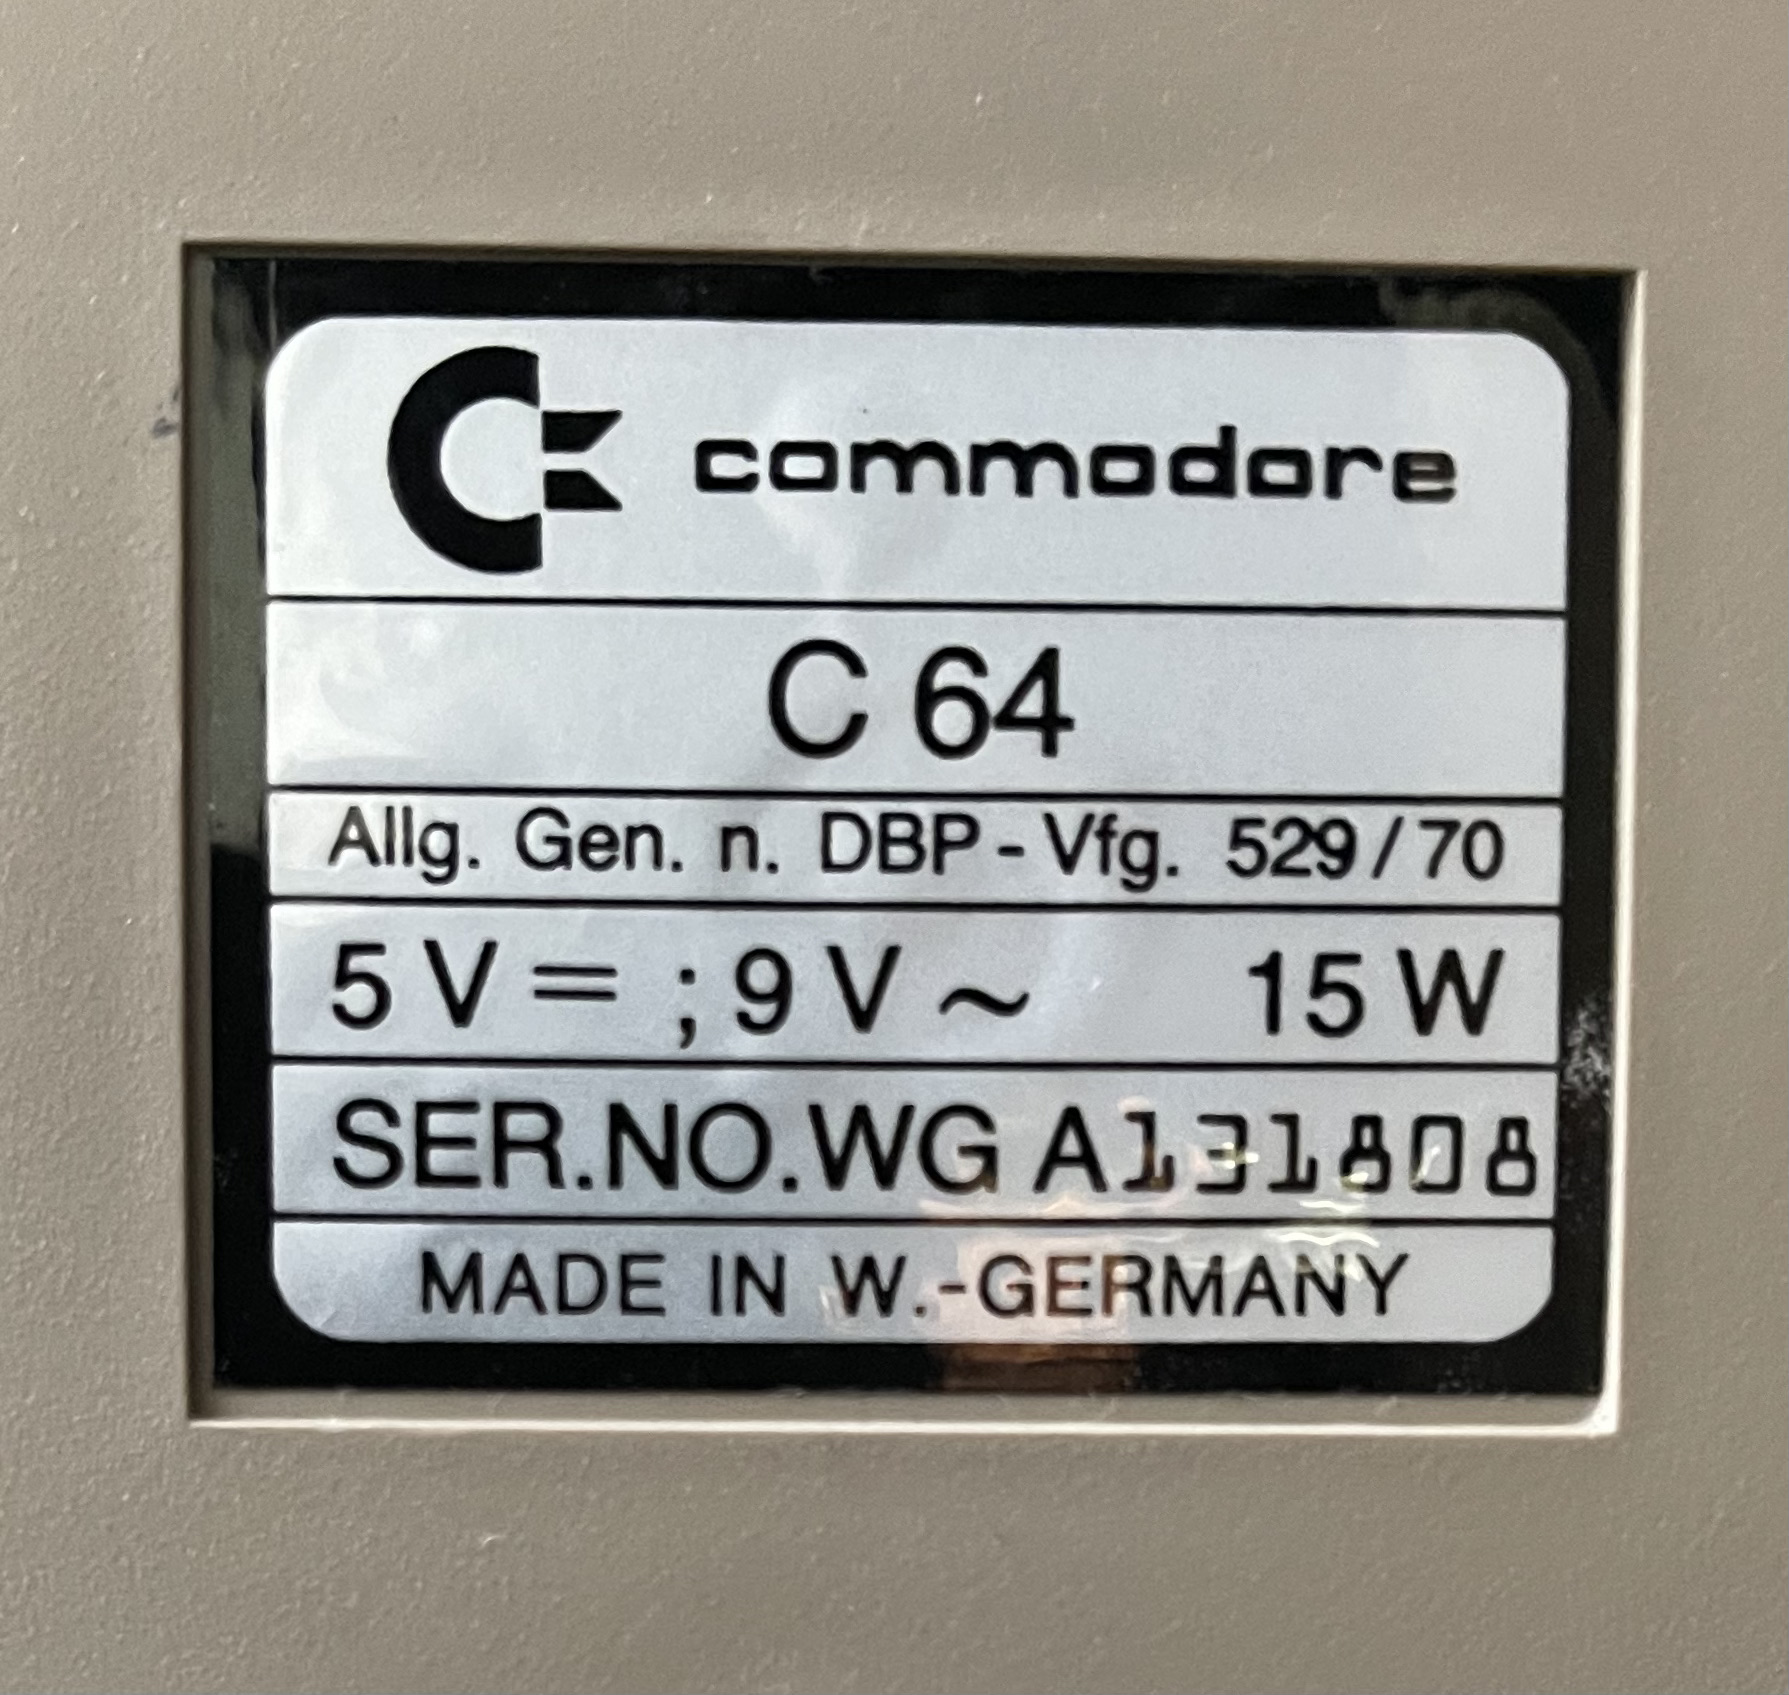 commodore
C 64
Allg. Gen. n. DBP - Vfg. 529 / 70
5 V = ; 9 V ~ 15 W
SER.NO.WG A131808
MADE IN W.-GERMANY